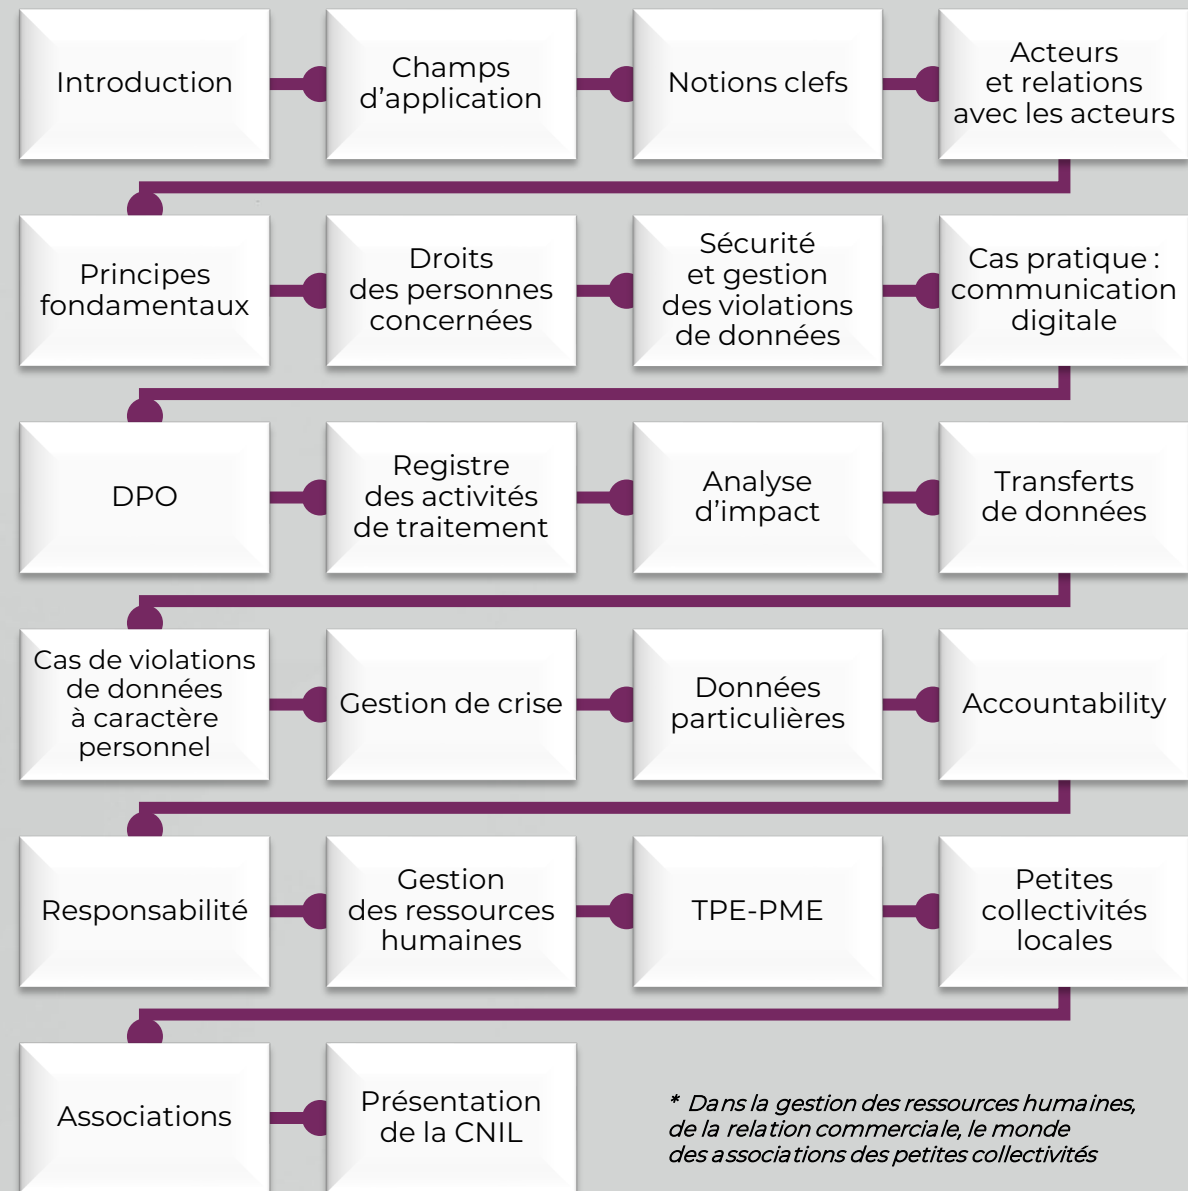 Introduction
Champs
d’application
Notions clefs
Acteurs
et relations
avec les acteurs
Principes
fondamentaux
Droits
des personnes
concernées
Sécurité
et gestion
des violations
de données
Cas pratique :
communication
digitale
DPO
Registre
des activités
de traitement
Analyse
d’impact
Transferts
de données
Cas de violations
de données
à caractère
personnel
Gestion de crise
Données
particulières
Accountability
Responsabilité
Gestion
des ressources
humaines
TPE-PME
Petites
collectivités
locales
Associations
Présentation
de la CNIL
* Dans la gestion des ressources humaines,
de la relation commerciale, le monde
des associations des petites collectivités